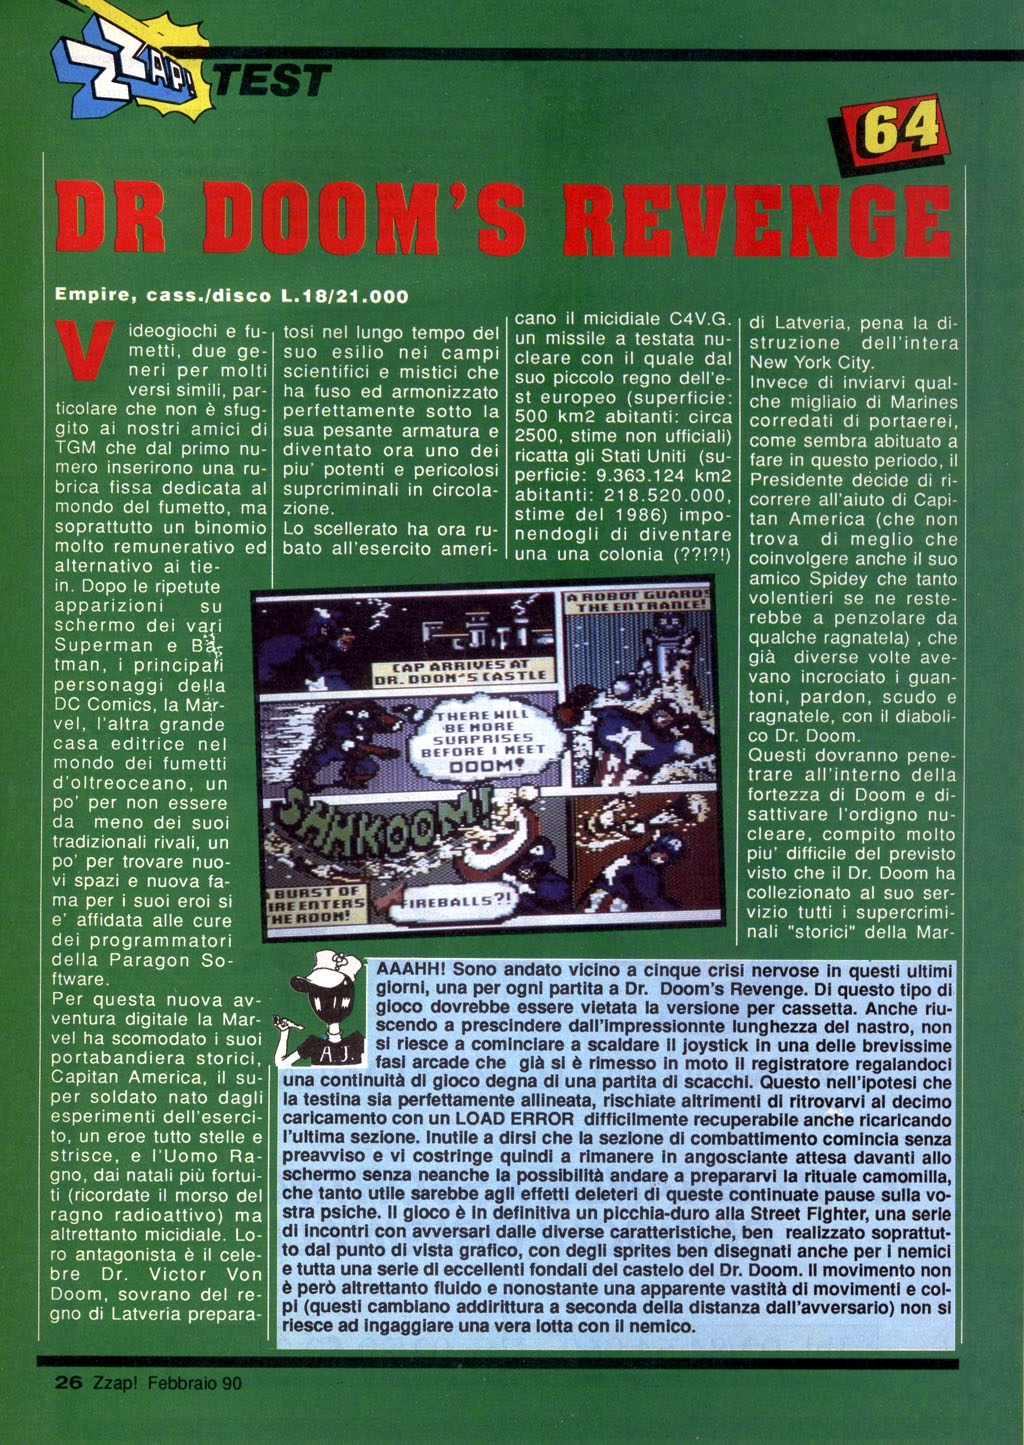 ZZAP!
TEST
64
DR DOOM'S REVENGE
Empire, cass./disco L.18/21.000
Videogiochi e fu-
metti, due ge-
neri per molti
versi simili, par-
ticolare che non è sfug-
gito ai nostri amici di
TGM che dal primo nu-
mero inserirono una ru-
brica fissa dedicata al
mondo del fumetto, ma
soprattutto un binomio
molto remunerativo ed
alternativo ai tie-
in. Dopo le ripetute
apparizioni su
schermo dei vari
Superman e Ba
tman, i principali
personaggi della
DC Comics, la Mar-
vel, l'altra grande
casa editrice nel
mondo dei fumetti
d'oltreoceano, un
po' per non essere
da meno dei suoi
tradizionali rivali, un
po' per trovare nuo-
vi spazi e nuova fa-
ma per i suoi eroi si
e' affidata alle cure
dei programmatori
della Paragon So-
ftware.
Per questa nuova av-
ventura digitale la Mar-
vel ha scomodato i suoi
portabandiera storici,
Capitan America, il su-
per soldato nato dagli
esperimenti dell'eserci-
to, un eroe tutto stelle e
strisce, e l'Uomo Ra-
gno, dai natali più fortui-
ti (ricordate il morso del
ragno radioattivo) ma
altrettanto micidiale. Lo-
ro antagonista è il cele-
bre Dr. Victor Von
Doom, sovrano del re-
gno di Latveria prepara-
tosi nel lungo tempo del
suo esilio nei campi
scientifici e mistici che
ha fuso ed armonizzato
perfettamente sotto la
sua pesante armatura e
diventato ora uno dei
piu' potenti e pericolosi
suprcriminali in circola-
zione.
Lo scellerato ha ora ru-
bato all'esercito ameri-
cano il micidiale C4V.G.
un missile a testata nu-
cleare con il quale dal
suo piccolo regno dell'e-
st europeo (superficie:
500 km2 abitanti: circa
2500, stime non ufficiali)
ricatta gli Stati Uniti (su-
perficie: 9.363.124 km2
abitanti: 218.520.000,
stime del 1986) impo-
nendogli di diventare
una una colonia (??!?!)
di Latveria, pena la di-
struzione dell'intera
New York City.
Invece di inviarvi qual-
che migliaio di Marines
corredati di portaerei,
come sembra abituato a
fare in questo periodo, il
Presidente decide di ri-
correre all'aiuto di Capi-
tan America (che non
trova di meglio che
coinvolgere anche il suo
amico Spidey che tanto
volentieri se ne reste-
rebbe a penzolare da
qualche ragnatela) , che
già diverse volte ave-
vano incrociato i guan-
toni, pardon, scudo e
ragnatele, con il diaboli-
co Dr. Doom.
Questi dovranno pene-
trare all'interno della
fortezza di Doom e di-
sattivare l'ordigno nu-
cleare, compito molto
piu' difficile del previsto
visto che il Dr. Doom ha
collezionato al suo ser-
vizio tutti i supercrimi-
nali "storici" della Mar-
CAP ARRIVES AT
DR. DOOM'S CASTLE
A ROBOT GUARDS
THE ENTRANCE!
THERE WILL
BE MORE
SURPRISES
BEFORE I MEET
DOOM!
SHHKOOM!
A BURST OF
FIRE ENTERS
THE ROOM!
FIREBALLS?!
A.J.
AAAHH! Sono andato vicino a cinque crisi nervose in questi ultimi
giorni, una per ogni partita a Dr. Doom's Revenge. Di questo tipo di
gioco dovrebbe essere vietata la versione per cassetta. Anche riu-
scendo a prescindere dall'impressionnte lunghezza del nastro, non
si riesce a cominciare a scaldare il joystick in una delle brevissime
fasi arcade che già si è rimesso in moto il registratore regalandoci
una continuità di gioco degna di una partita di scacchi. Questo nell'ipotesi che
la testina sia perfettamente allineata, rischiate altrimenti di ritrovarvi al decimo
caricamento con un LOAD ERROR difficilmente recuperabile anche ricaricando
l'ultima sezione. Inutile a dirsi che la sezione di combattimento comincia senza
preavviso e vi costringe quindi a rimanere in angosciante attesa davanti allo
schermo senza neanche la possibilità andare a prepararvi la rituale camomilla,
che tanto utile sarebbe agli effetti deleteri di queste continuate pause sulla vo-
stra psiche. Il gioco è in definitiva un picchia-duro alla Street Fighter, una serie
di incontri con avversari dalle diverse caratteristiche, ben realizzato soprattut-
to dal punto di vista grafico, con degli sprites ben disegnati anche per i nemici
e tutta una serie di eccellenti fondali del castelo del Dr. Doom. Il movimento non
è però altrettanto fluido e nonostante una apparente vastità di movimenti e col-
pi (questi cambiano addirittura a seconda della distanza dall'avversario) non si
riesce ad ingaggiare una vera lotta con il nemico.
26 Zzap! Febbraio 90